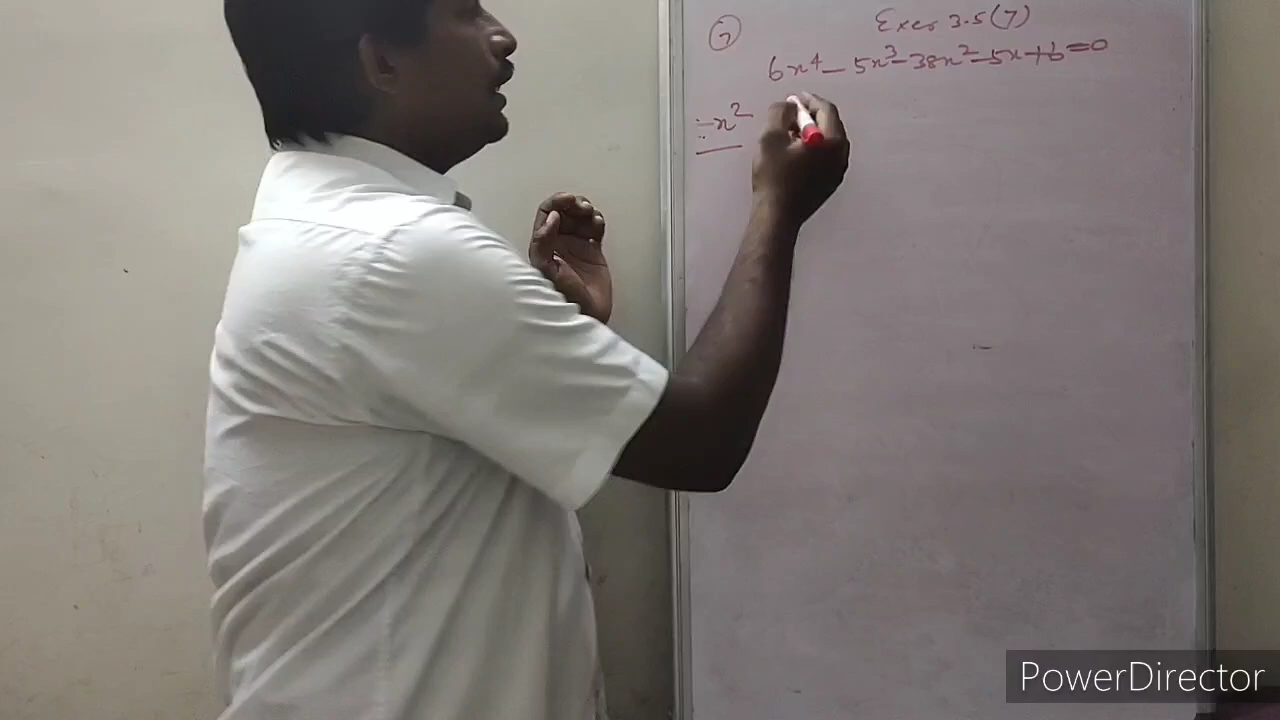 Exer 3.5(7)
7
6x⁴ - 5x³ - 38x² - 5x + 6 = 0
÷ x²
PowerDirector